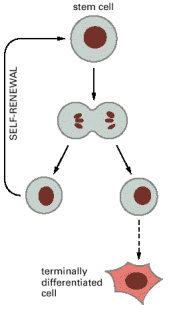 stem cell
SELF-RENEWAL
terminally
differentiated
cell